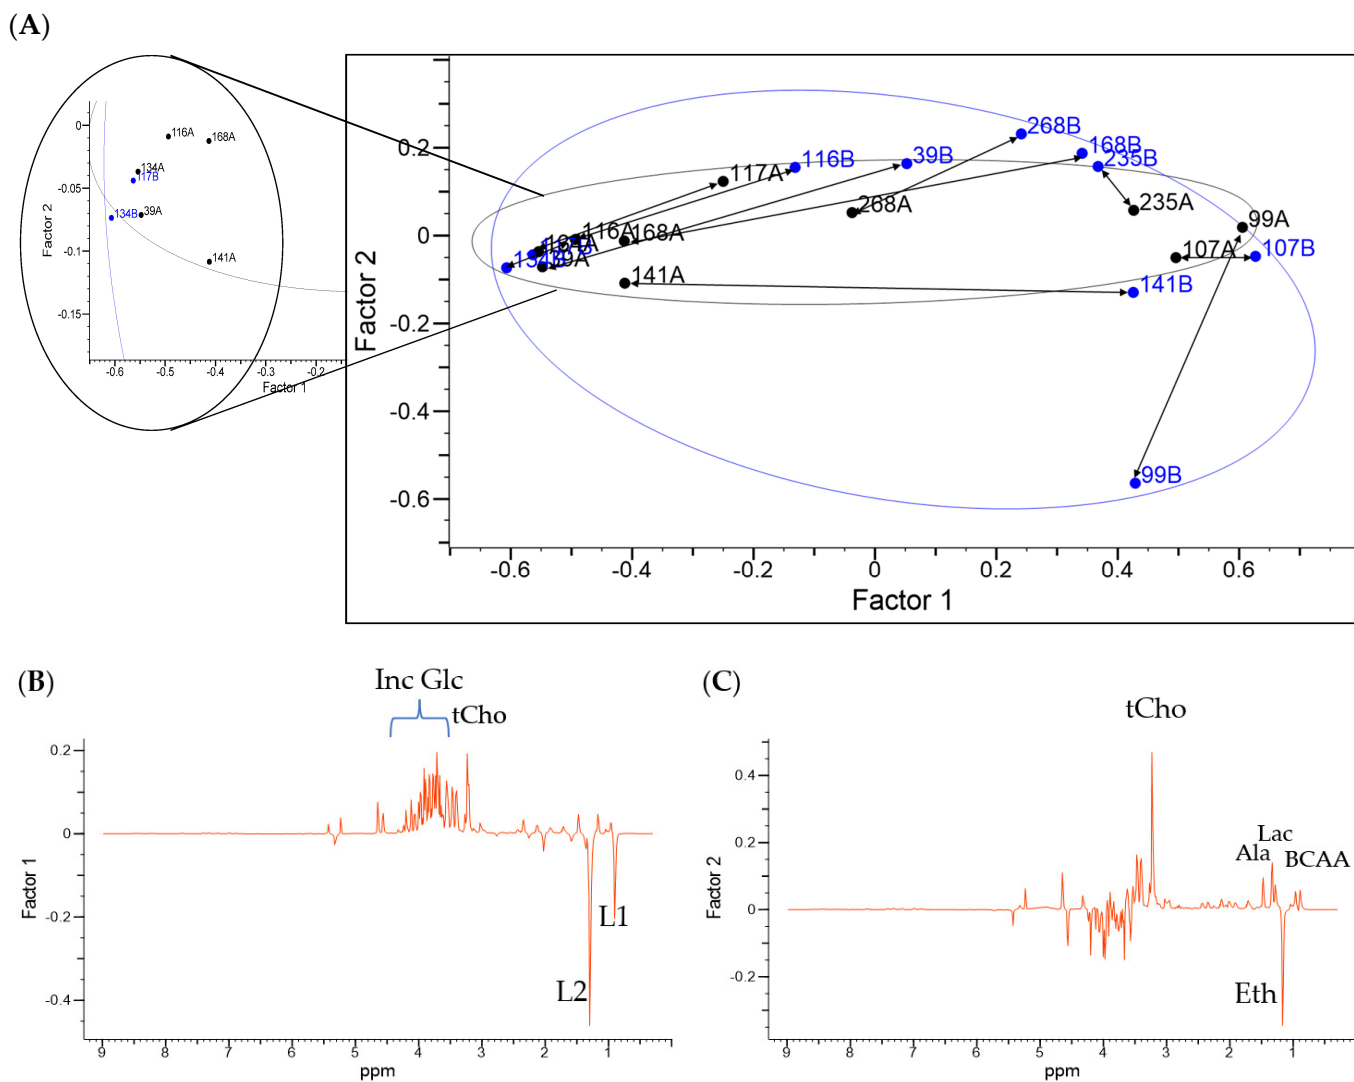 (A)
0
-0.05
-0.1
-0.15
Factor 2
116A
168A
134A
117B
134B
39A
141A
-0.6
-0.5
-0.4
-0.3
-0.2
Factor 1
0.2
0
-0.2
-0.4
-0.6
Factor 2
268B
168B
235B
39B
116B
117A
268A
235A
99A
107A
107B
116A
168A
134A
117B
134B
39A
141A
141B
99B
-0.6
-0.4
-0.2
0
0.2
0.4
0.6
Factor 1
(B)
Inc Glc
tCho
0.2
0
-0.2
-0.4
Factor 1
L1
L2
9 8 7 6 5 4 3 2 1
ppm
(C)
tCho
0.4
0.2
0
-0.2
Factor 2
Lac
Ala
BCAA
Eth
9 8 7 6 5 4 3 2 1
ppm